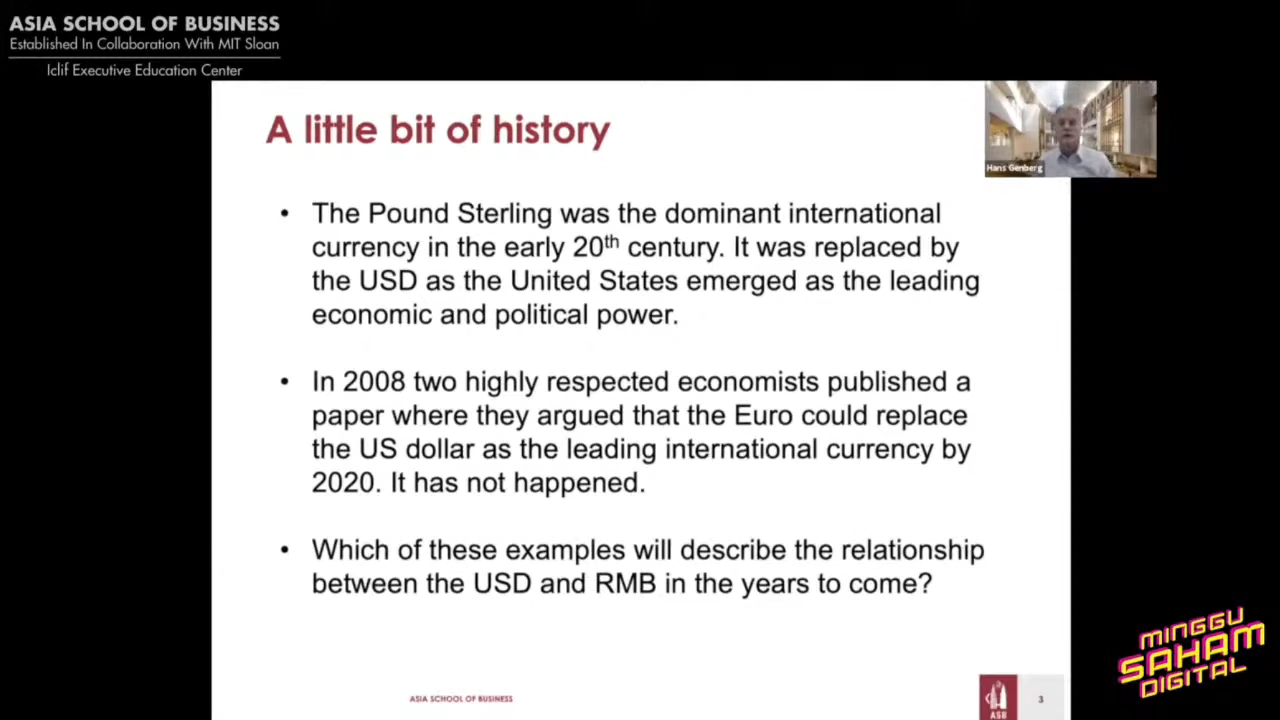 ASIA SCHOOL OF BUSINESS
Established In Collaboration With MIT Sloan
Iclif Executive Education Center
A little bit of history
Hans Genberg
• The Pound Sterling was the dominant international
currency in the early 20th century. It was replaced by
the USD as the United States emerged as the leading
economic and political power.
• In 2008 two highly respected economists published a
paper where they argued that the Euro could replace
the US dollar as the leading international currency by
2020. It has not happened.
• Which of these examples will describe the relationship
between the USD and RMB in the years to come?
MINGGU
SAHAM
DIGITAL
ASIA SCHOOL OF BUSINESS
ASB
3